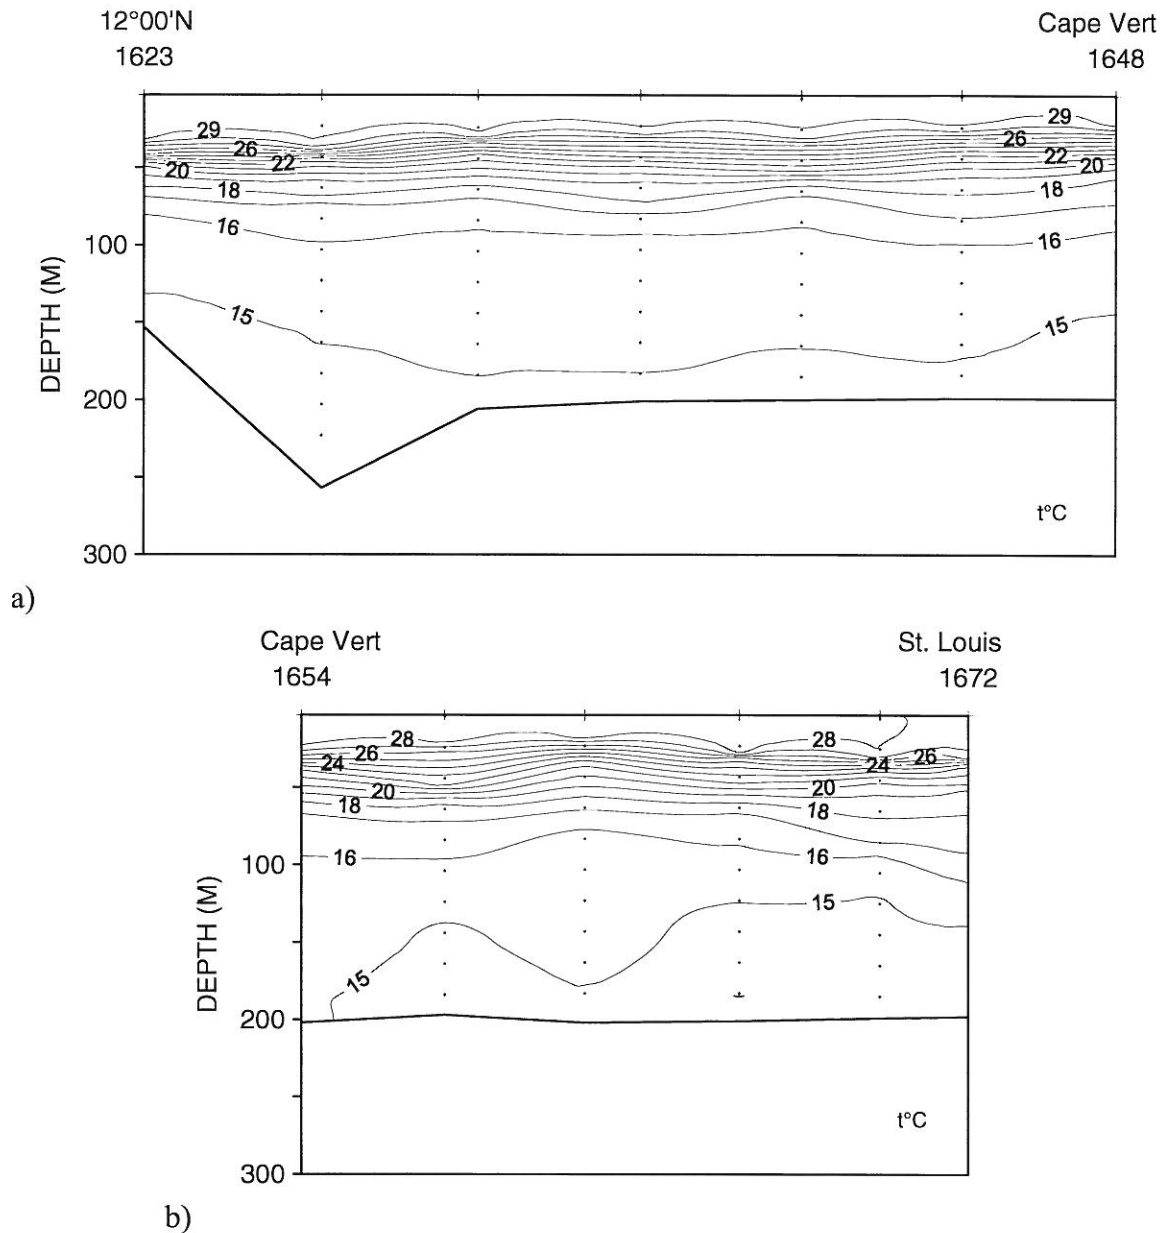 12°00'N Cape Vert
1623 1648
29 29
26 26
22 22
20 20
18 18
16 16
100
15 15
DEPTH (M)
200
t°C
300
a)
Cape Vert St. Louis
1654 1672
28 28
26 26
24 24
20 20
18 18
16 16
100
15 15
DEPTH (M)
200
t°C
300
b)